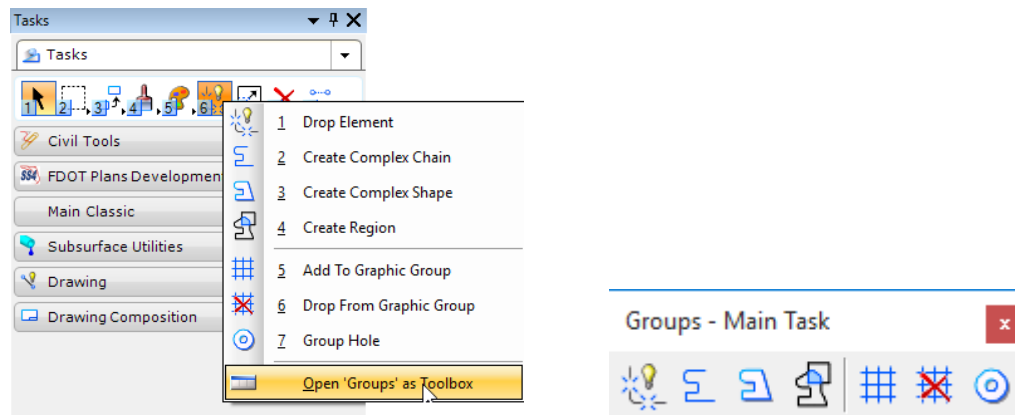 Tasks
Tasks
1 2 3 4 5 6
1 Drop Element
Civil Tools
2 Create Complex Chain
SS4 FDOT Plans Developmen
3 Create Complex Shape
Main Classic
4 Create Region
Subsurface Utilities
5 Add To Graphic Group
Drawing
6 Drop From Graphic Group
Drawing Composition
7 Group Hole
Open 'Groups' as Toolbox
Groups - Main Task